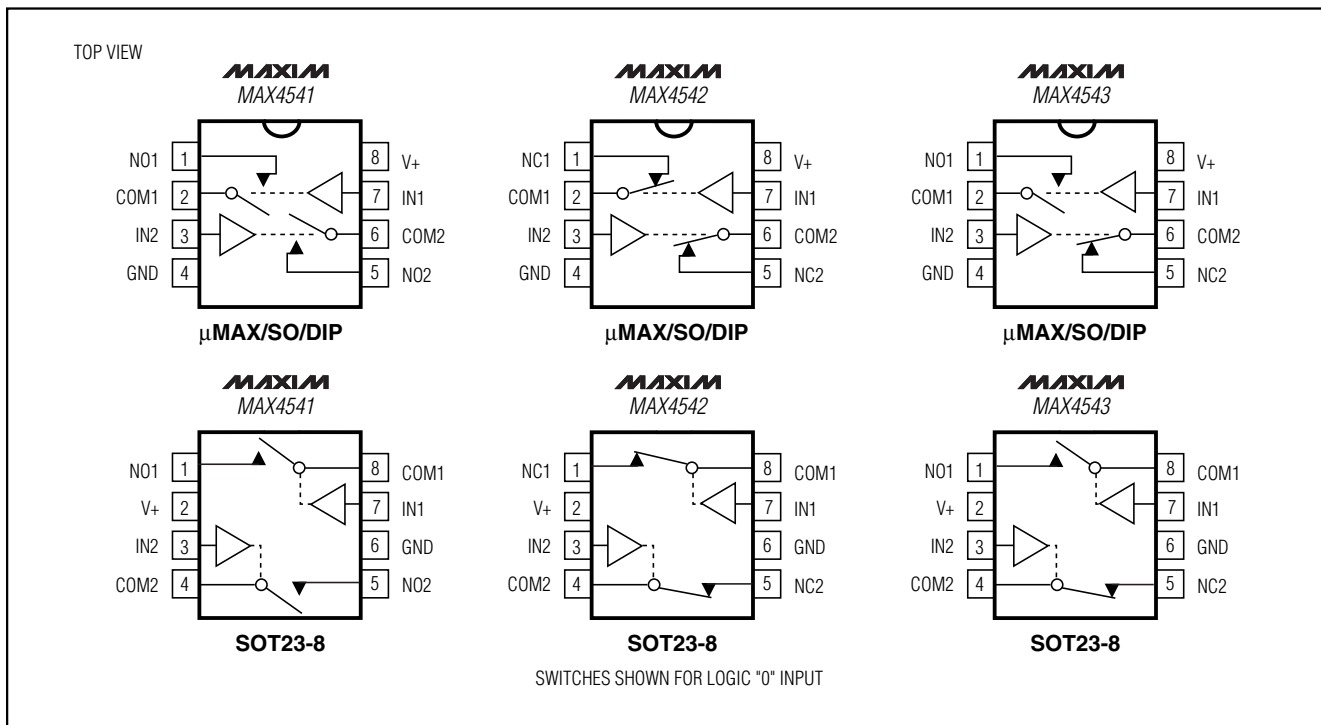 TOP VIEW
MAXIM
MAX4541
NO1 1 8 V+
COM1 2 7 IN1
IN2 3 6 COM2
GND 4 5 NO2
μMAX/SO/DIP
MAXIM
MAX4542
NC1 1 8 V+
COM1 2 7 IN1
IN2 3 6 COM2
GND 4 5 NC2
μMAX/SO/DIP
MAXIM
MAX4543
NO1 1 8 V+
COM1 2 7 IN1
IN2 3 6 COM2
GND 4 5 NC2
μMAX/SO/DIP
MAXIM
MAX4541
NO1 1 8 COM1
V+ 2 7 IN1
IN2 3 6 GND
COM2 4 5 NO2
SOT23-8
MAXIM
MAX4542
NC1 1 8 COM1
V+ 2 7 IN1
IN2 3 6 GND
COM2 4 5 NC2
SOT23-8
MAXIM
MAX4543
NO1 1 8 COM1
V+ 2 7 IN1
IN2 3 6 GND
COM2 4 5 NC2
SOT23-8
SWITCHES SHOWN FOR LOGIC "0" INPUT